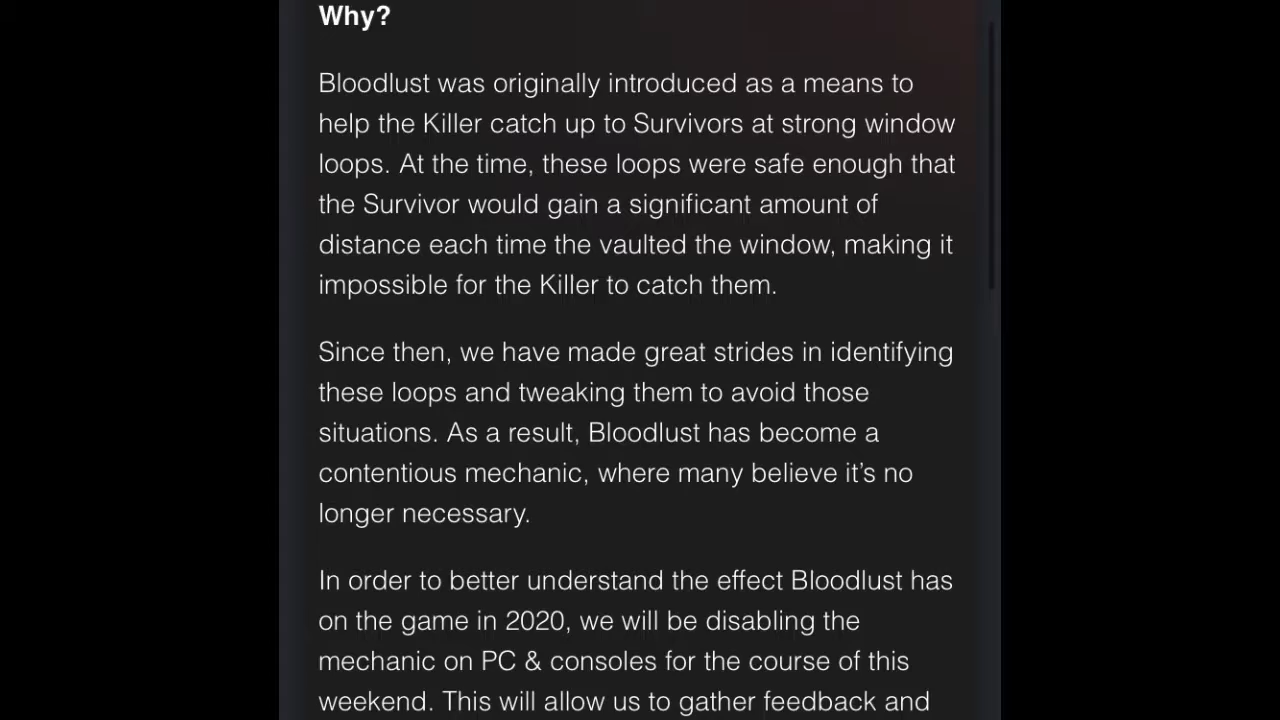 Why?
Bloodlust was originally introduced as a means to
help the Killer catch up to Survivors at strong window
loops. At the time, these loops were safe enough that
the Survivor would gain a significant amount of
distance each time the vaulted the window, making it
impossible for the Killer to catch them.
Since then, we have made great strides in identifying
these loops and tweaking them to avoid those
situations. As a result, Bloodlust has become a
contentious mechanic, where many believe it’s no
longer necessary.
In order to better understand the effect Bloodlust has
on the game in 2020, we will be disabling the
mechanic on PC & consoles for the course of this
weekend. This will allow us to gather feedback and